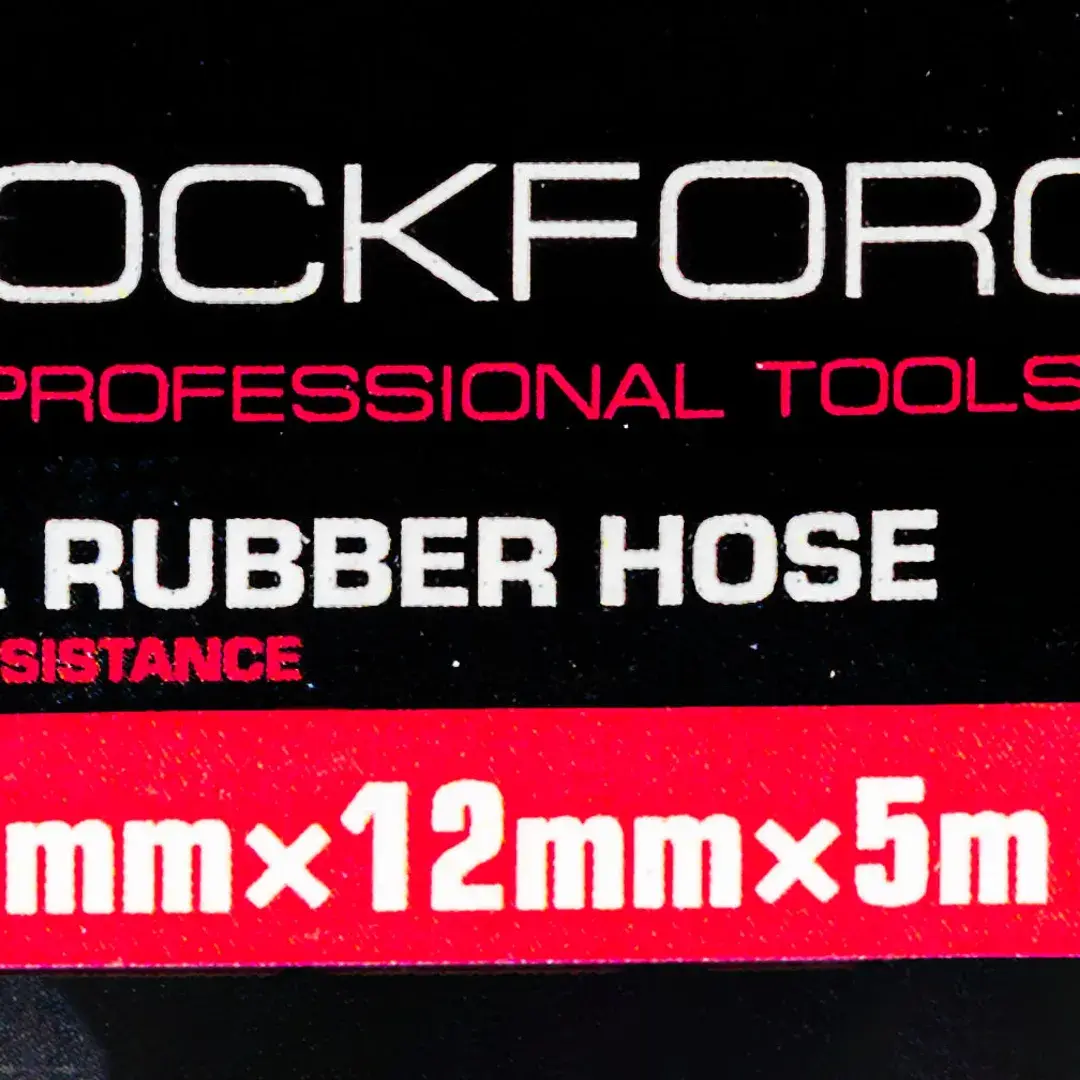 OCKFORC
PROFESSIONAL TOOLS
RUBBER HOSE
SISTANCE
mm×12mm×5m